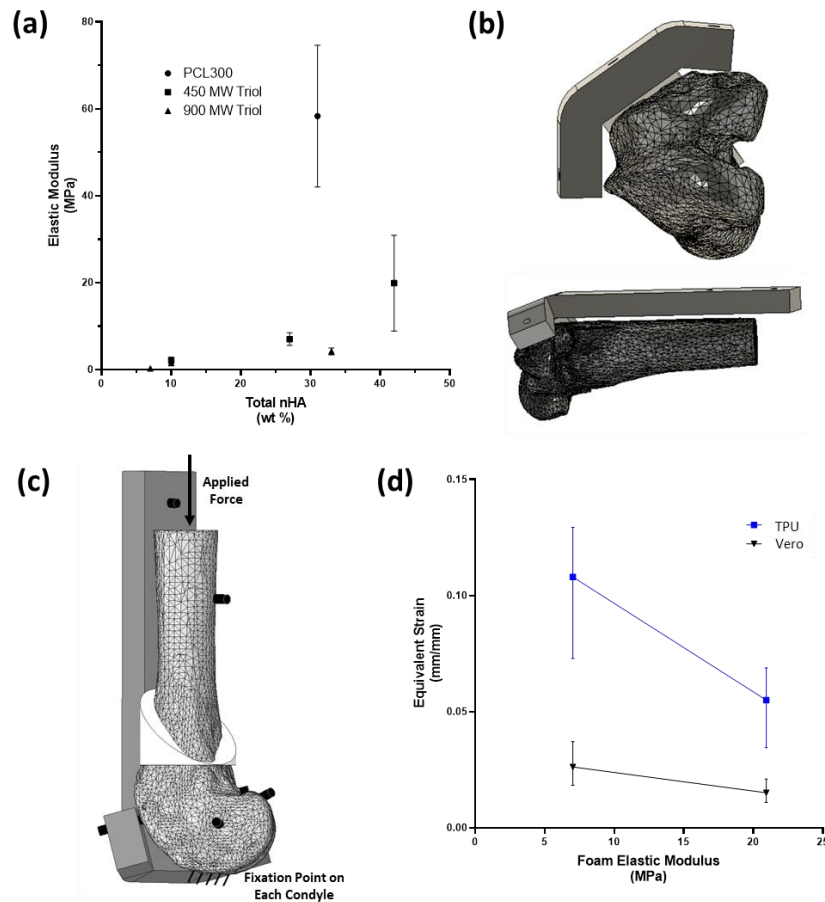 (a)
80
60
40
20
0
Elastic Modulus
(MPa)
PCL300
450 MW Triol
900 MW Triol
0 10 20 30 40 50
Total nHA
(wt %)
(b)
(c)
Applied
Force
Fixation Point on
Each Condyle
(d)
0.15
0.10
0.05
0.00
Equivalent Strain
(mm/mm)
TPU
Vero
0 5 10 15 20 25
Foam Elastic Modulus
(MPa)